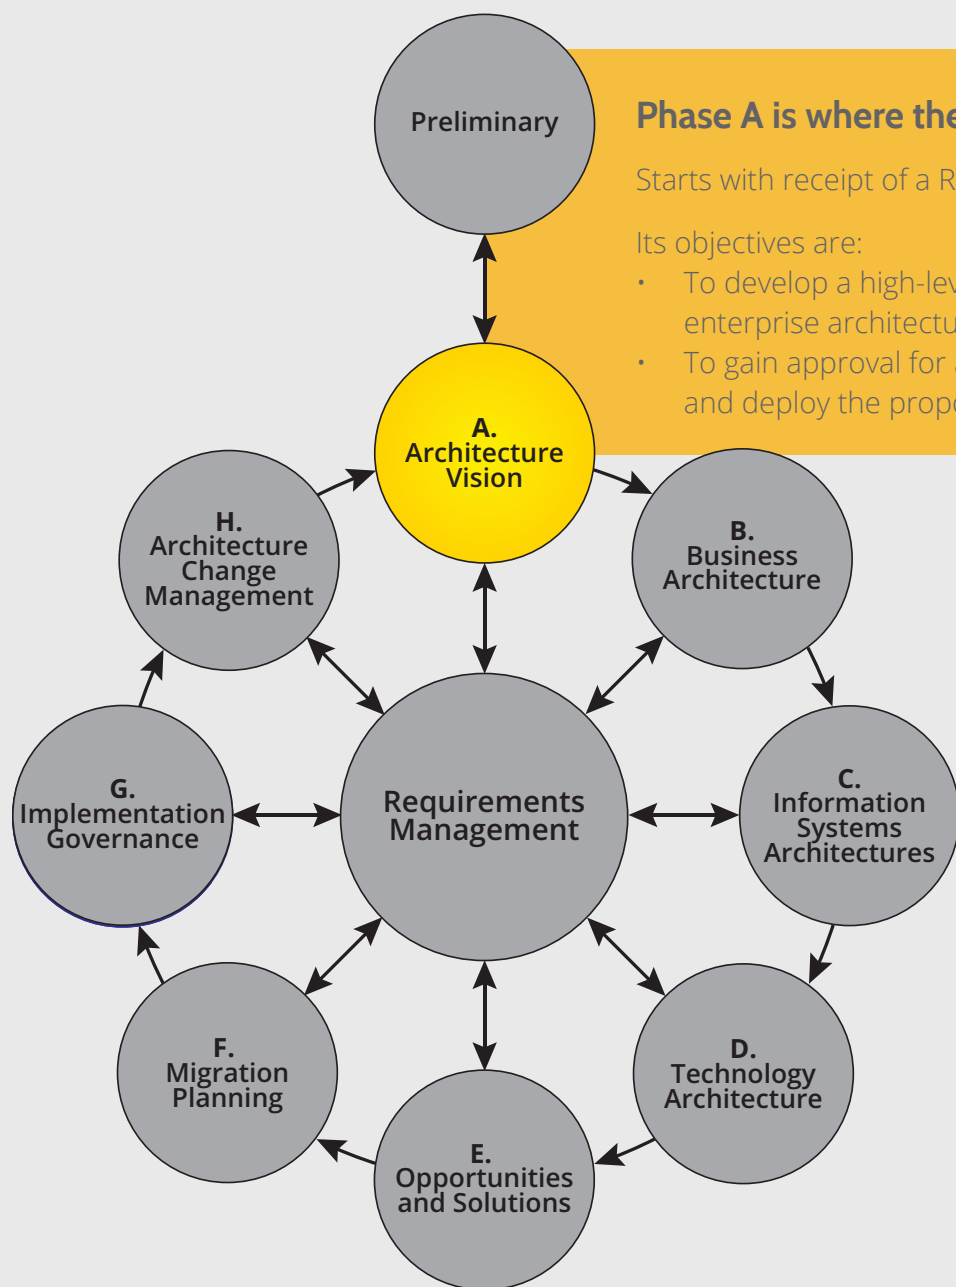 Preliminary
Phase A is where the
Starts with receipt of a R
Its objectives are:
• To develop a high-lev
enterprise architectu
• To gain approval for a
and deploy the propo
A.
Architecture
Vision
H.
Architecture
Change
Management
B.
Business
Architecture
G.
Implementation
Governance
Requirements
Management
C.
Information
Systems
Architectures
F.
Migration
Planning
D.
Technology
Architecture
E.
Opportunities
and Solutions